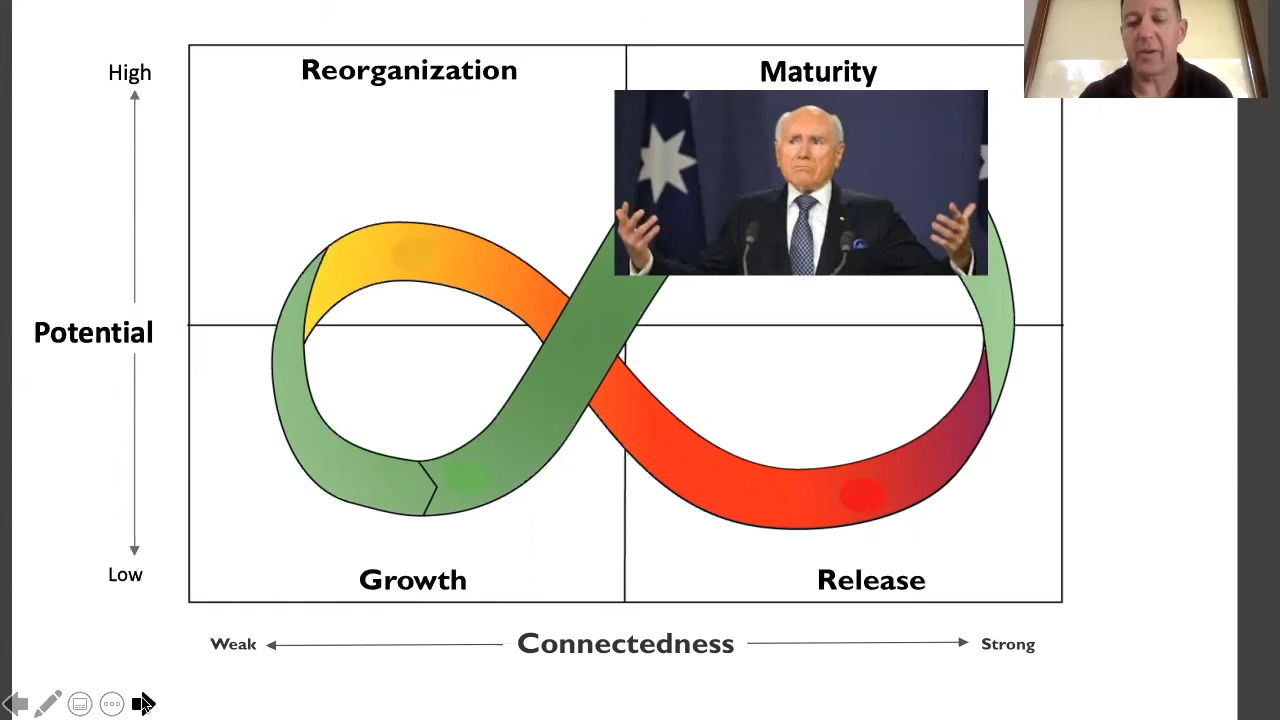 High
Reorganization
Maturity
Potential
Low
Growth
Release
Weak
Connectedness
Strong